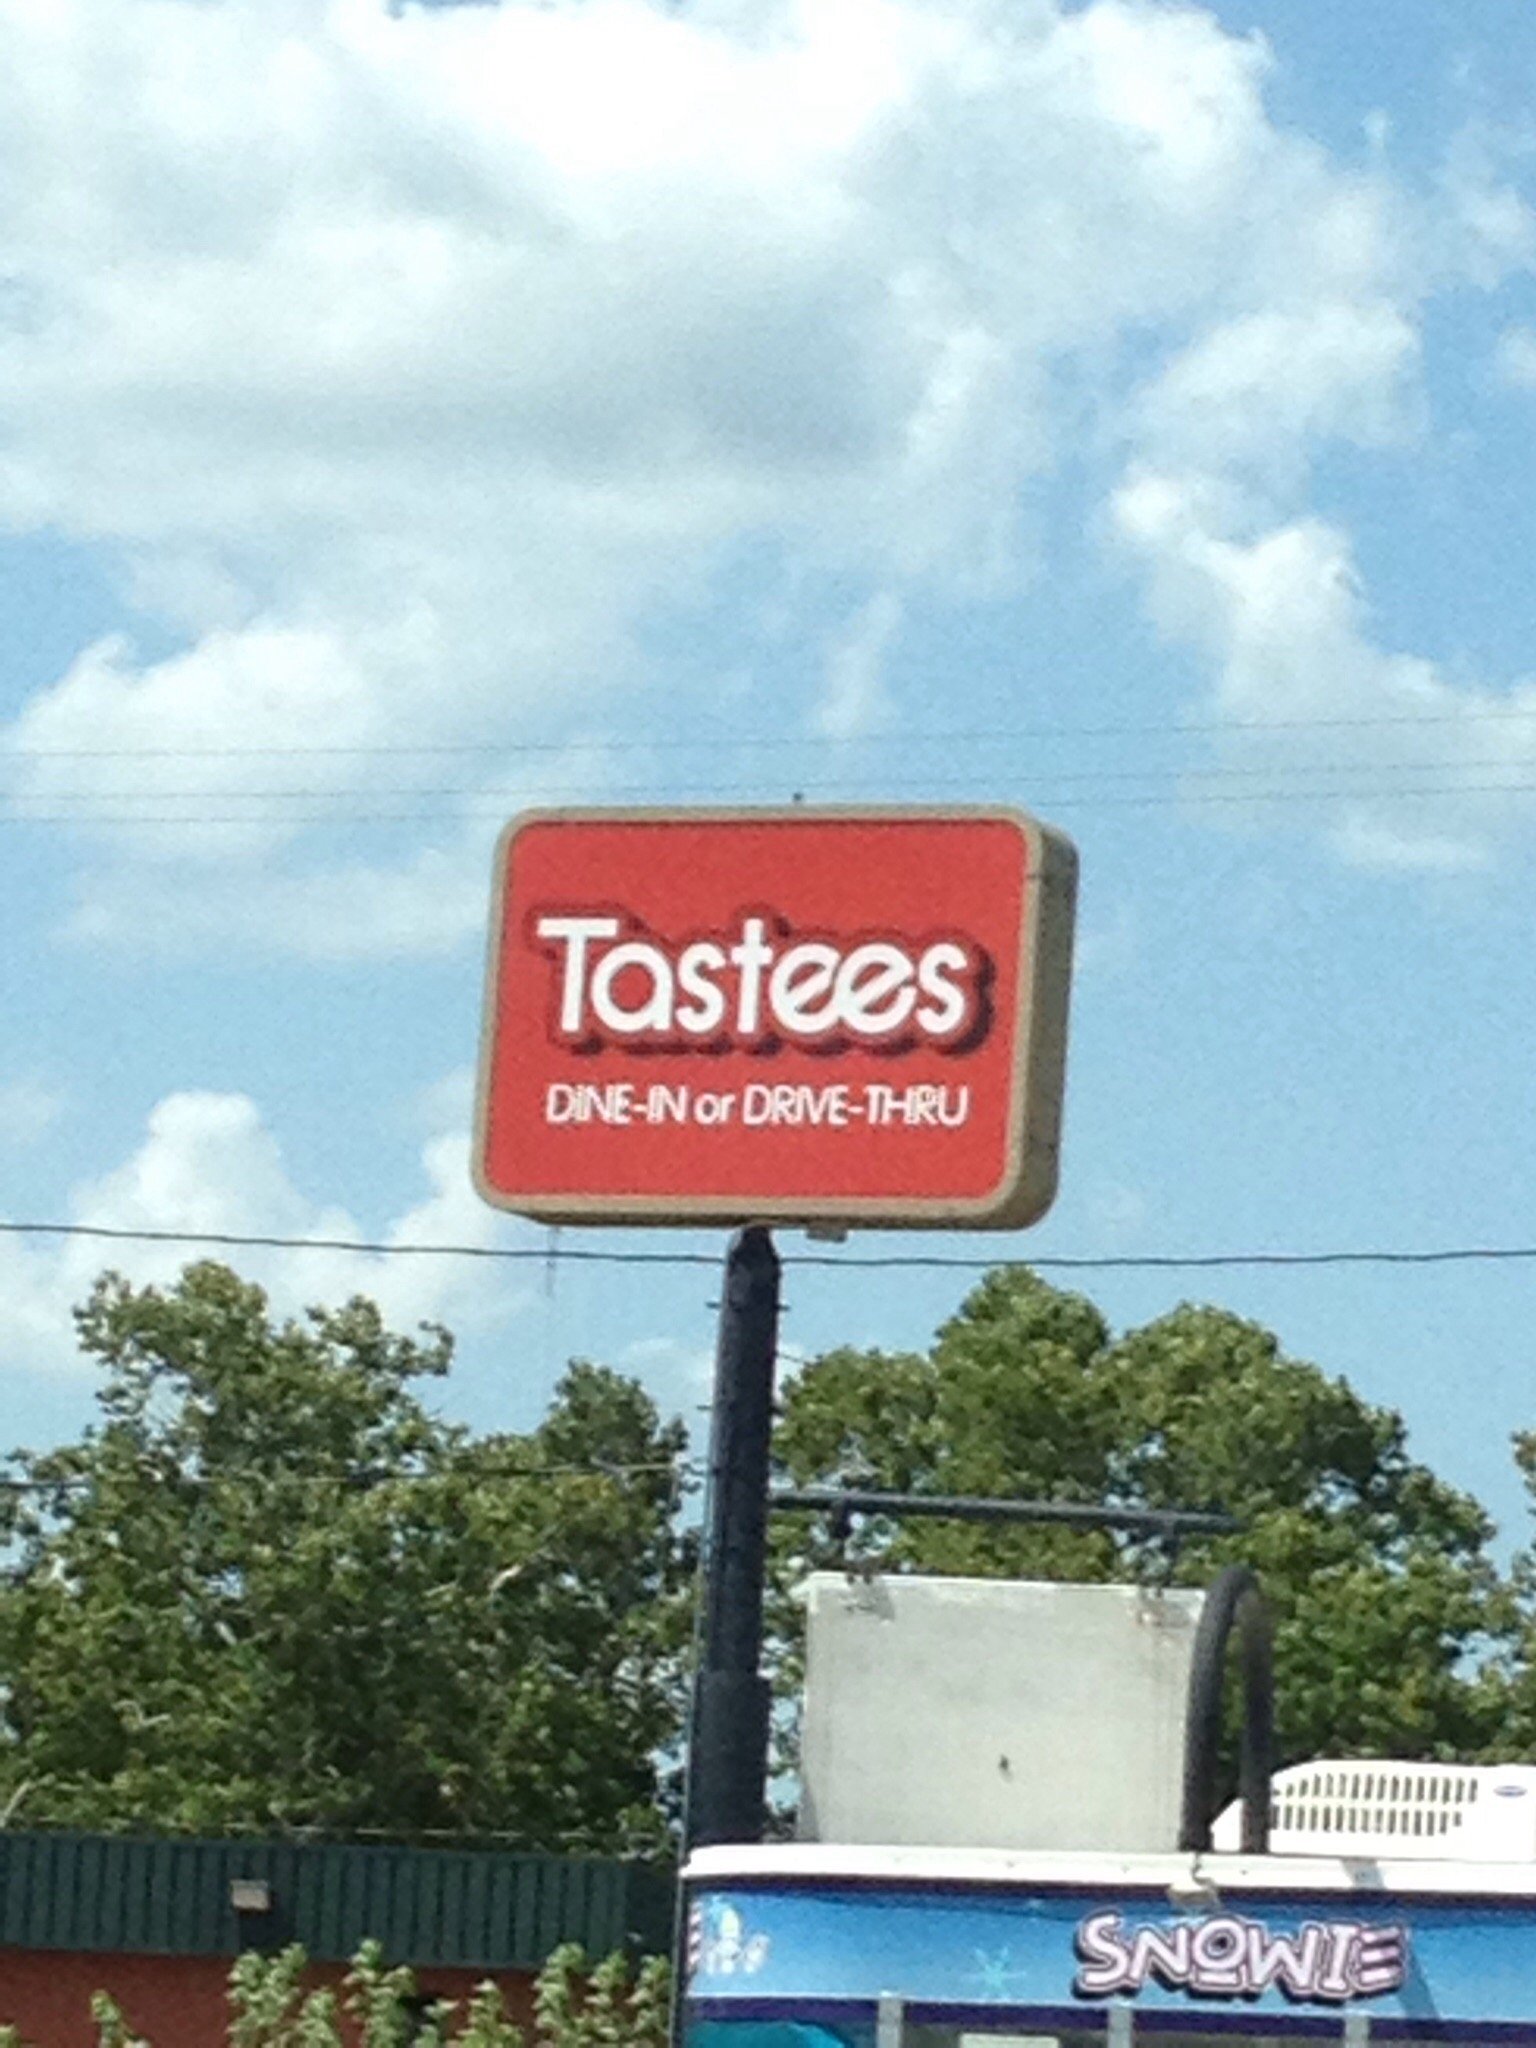 Tastees
DINE-IN or DRIVE-THRU
SNOWIE